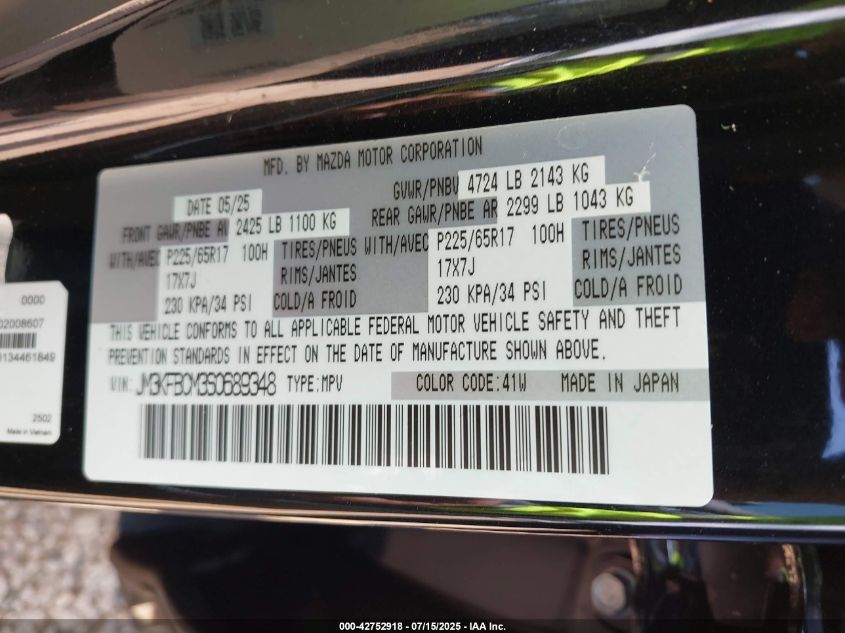 MFD. BY MAZDA MOTOR CORPORATION
DATE 05/25
GVWR/PNBV 4724 LB 2143 KG
FRONT GAWR/PNBE AV 2425 LB 1100 KG
REAR GAWR/PNBE AR 2299 LB 1043 KG
WITH/AVEC P225/65R17 100H TIRES/PNEUS
17X7J RIMS/JANTES
230 KPA/34 PSI COLD/A FROID
WITH/AVEC P225/65R17 100H TIRES/PNEUS
17X7J RIMS/JANTES
230 KPA/34 PSI COLD/A FROID
THIS VEHICLE CONFORMS TO ALL APPLICABLE FEDERAL MOTOR VEHICLE SAFETY AND THEFT
PREVENTION STANDARDS IN EFFECT ON THE DATE OF MANUFACTURE SHOWN ABOVE.
VIN: JM3KFBCM3S0689348 TYPE:MPV COLOR CODE:41W MADE IN JAPAN
0000
02008607
0134461849
2502
Made in Vietnam
000-42752918 - 07/15/2025 - IAA Inc.